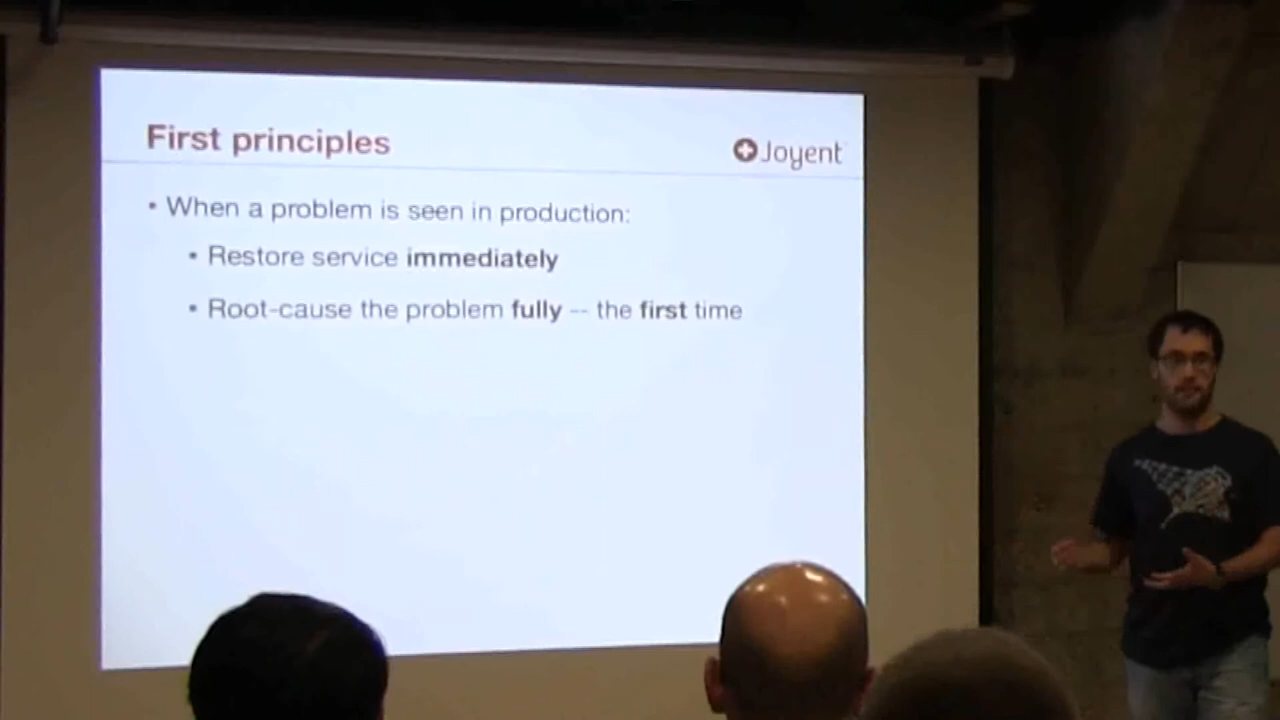 First principles
Joyent
• When a problem is seen in production:
• Restore service immediately
• Root-cause the problem fully -- the first time